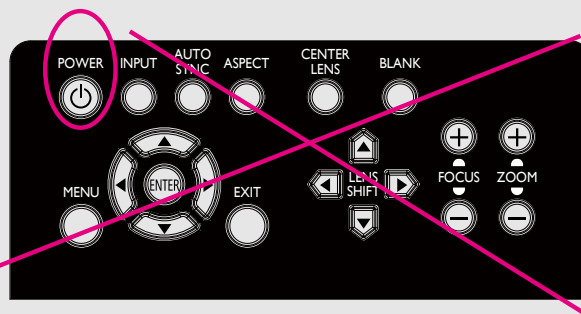 POWER INPUT AUTO SYNC ASPECT CENTER LENS BLANK
MENU ENTER EXIT LENS SHIFT FOCUS ZOOM